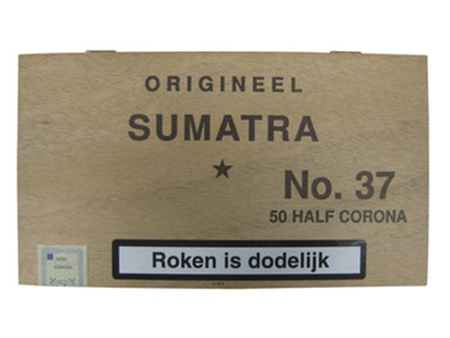 ORIGINEEL
SUMATRA
No. 37
50 HALF CORONA
Roken is dodelijk